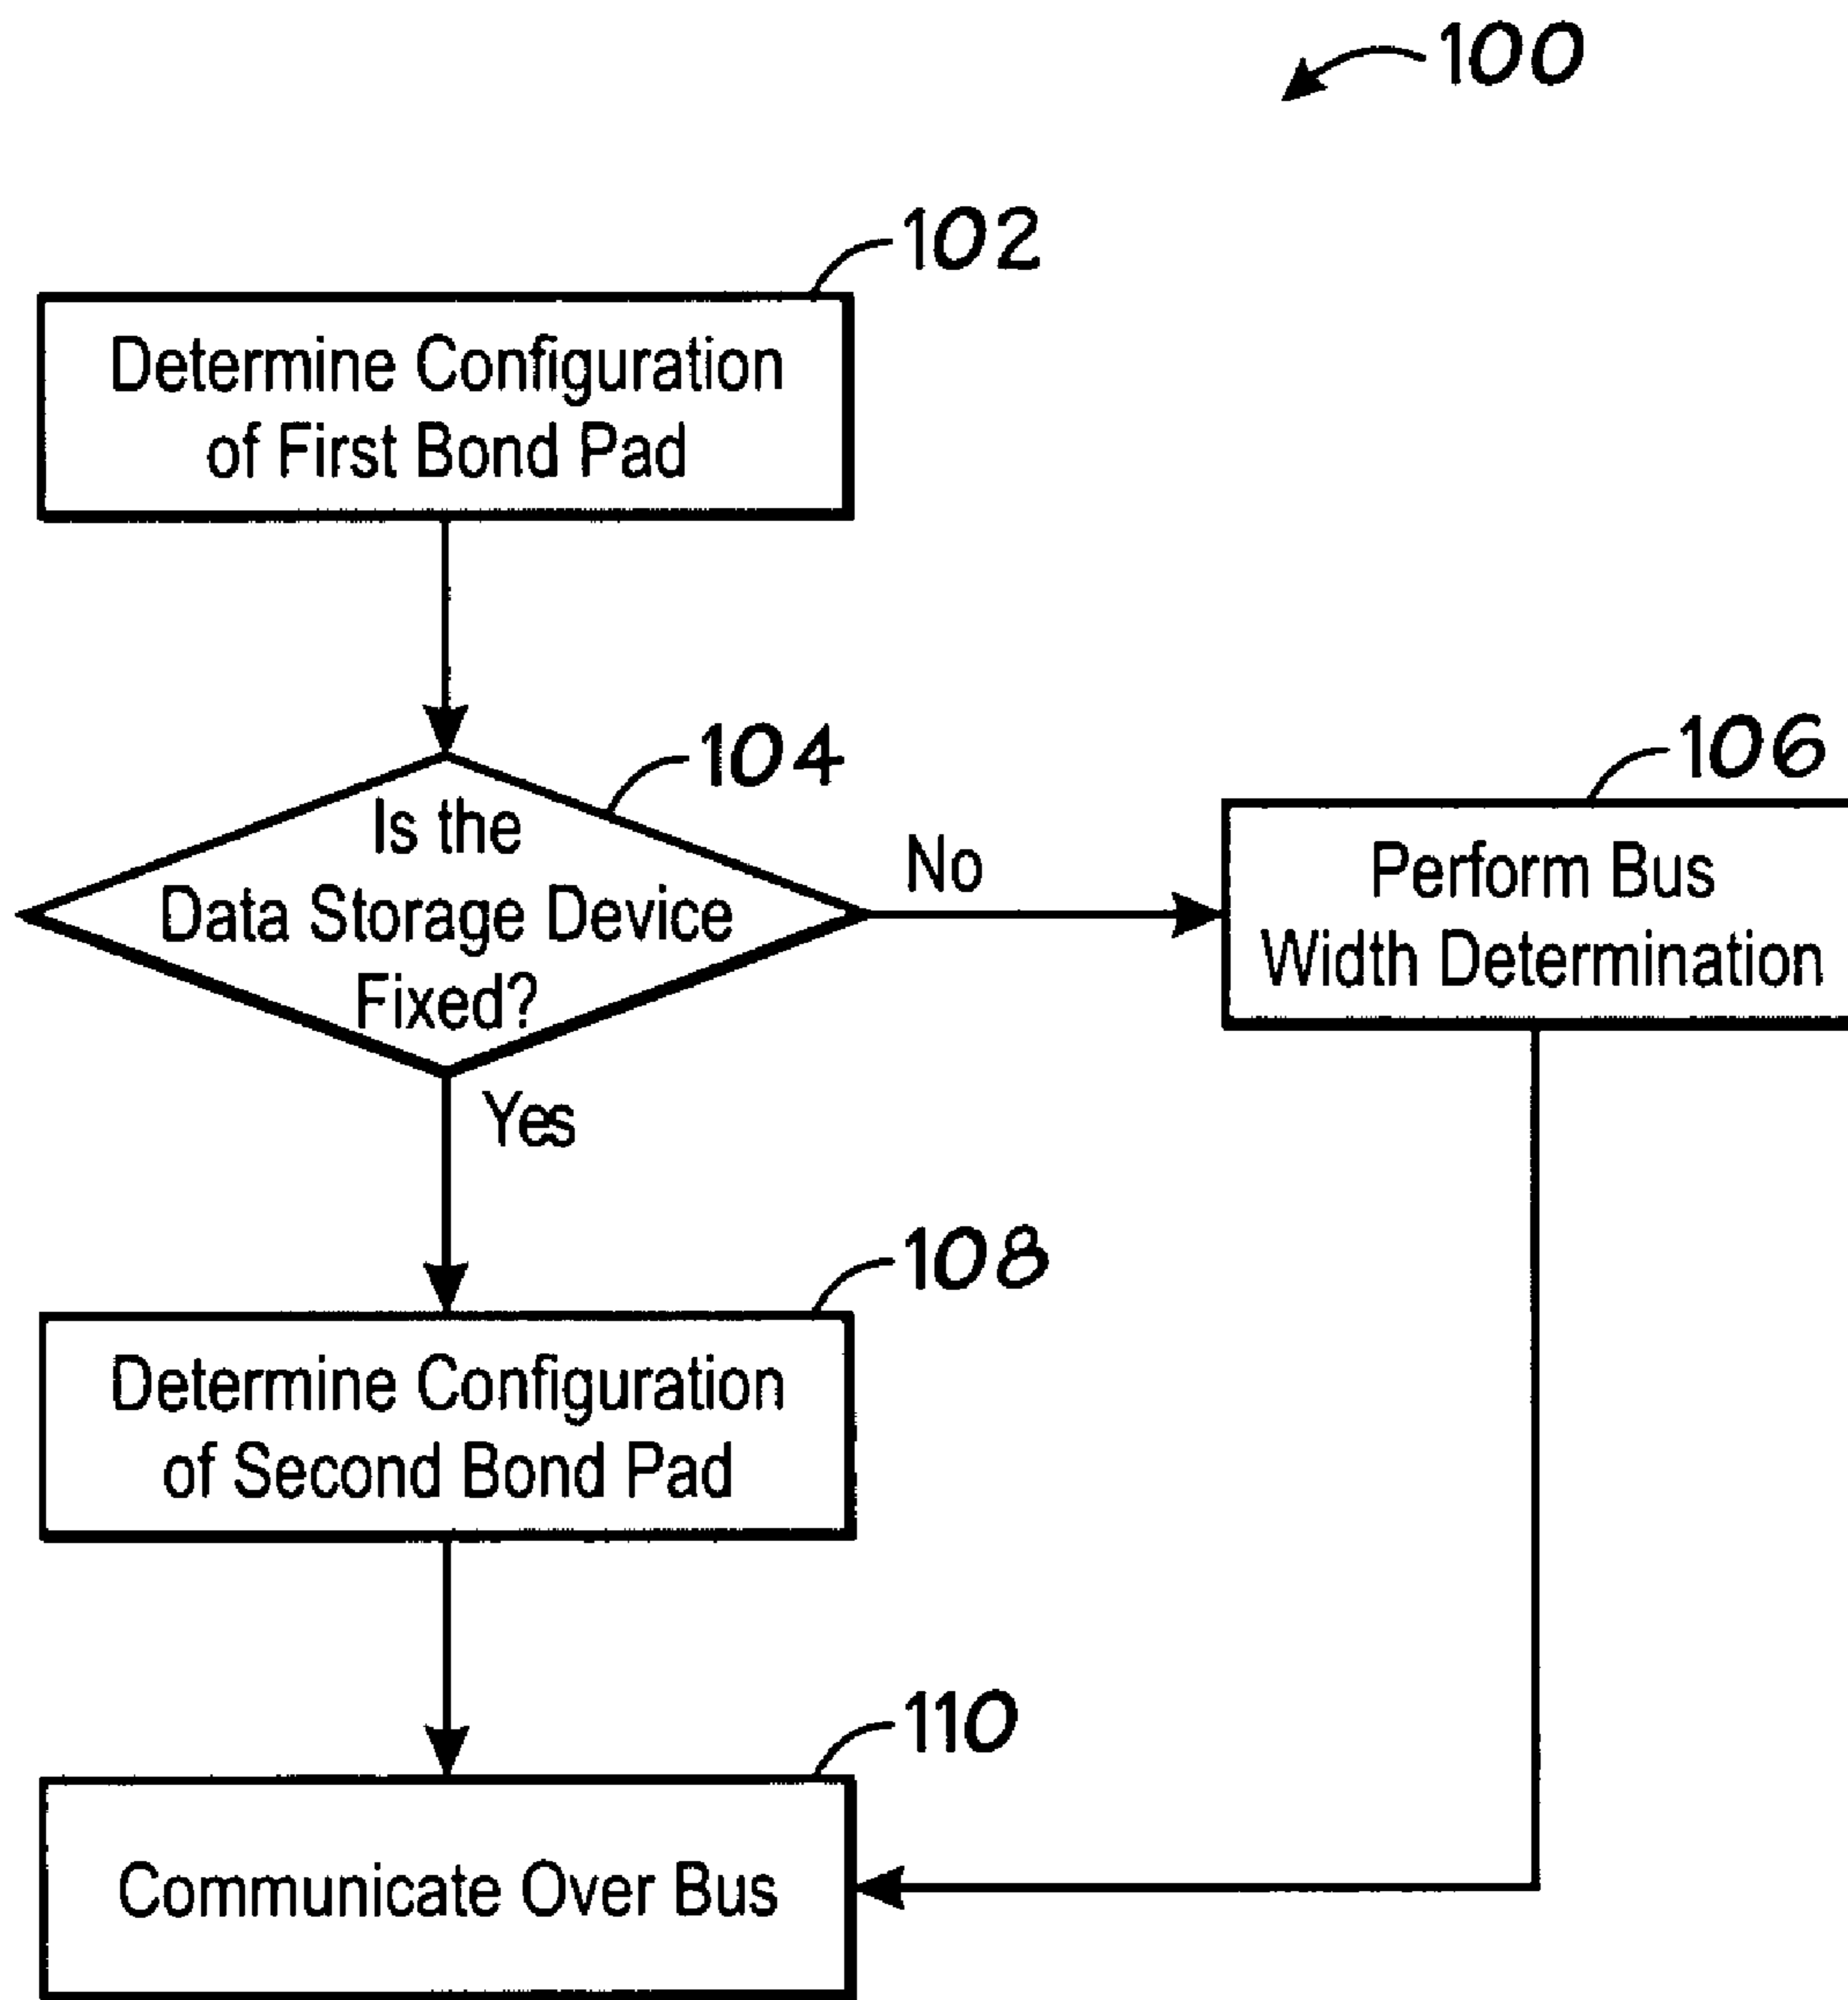 100
102
Determine Configuration
of First Bond Pad
104
Is the
Data Storage Device
Fixed?
No
106
Perform Bus
Width Determination
Yes
108
Determine Configuration
of Second Bond Pad
110
Communicate Over Bus